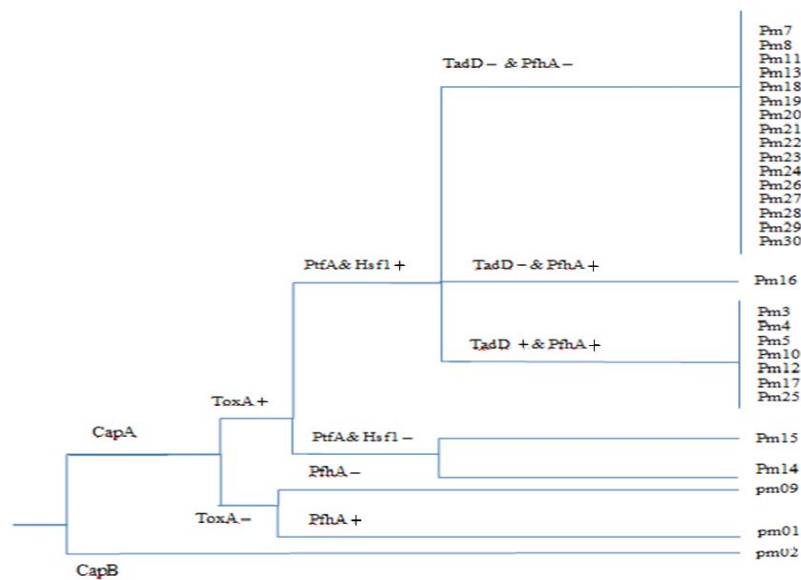 TadD − & PfhA −
Pm7
Pm8
Pm11
Pm13
Pm18
Pm19
Pm20
Pm21
Pm22
Pm23
Pm24
Pm26
Pm27
Pm28
Pm29
Pm30
PtfA & Hsf1 +
TadD − & PfhA +
Pm16
Pm3
Pm4
Pm5
Pm10
Pm12
Pm17
Pm25
TadD + & PfhA +
ToxA +
CapA
PtfA & Hsf1 −
Pm15
PfhA −
Pm14
pm09
ToxA −
PfhA +
pm01
pm02
CapB